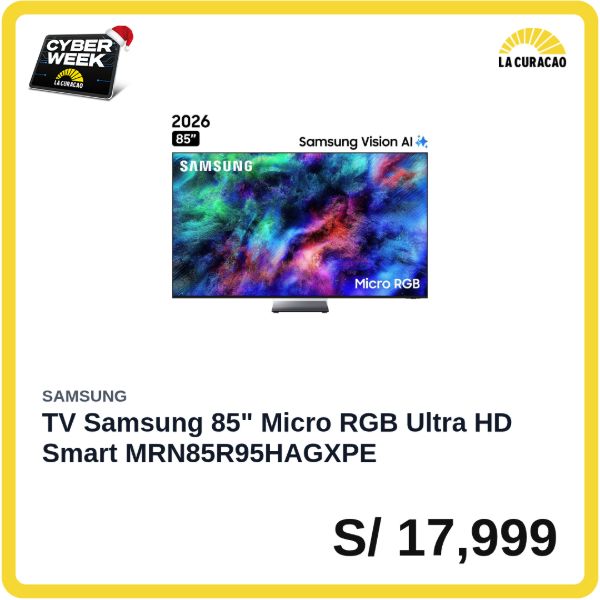 CYBER
WEEK
LA CURACAO
LA CURACAO
2026
85"
Samsung Vision AI
SAMSUNG
Micro RGB
SAMSUNG
TV Samsung 85" Micro RGB Ultra HD
Smart MRN85R95HAGXPE
S/ 17,999